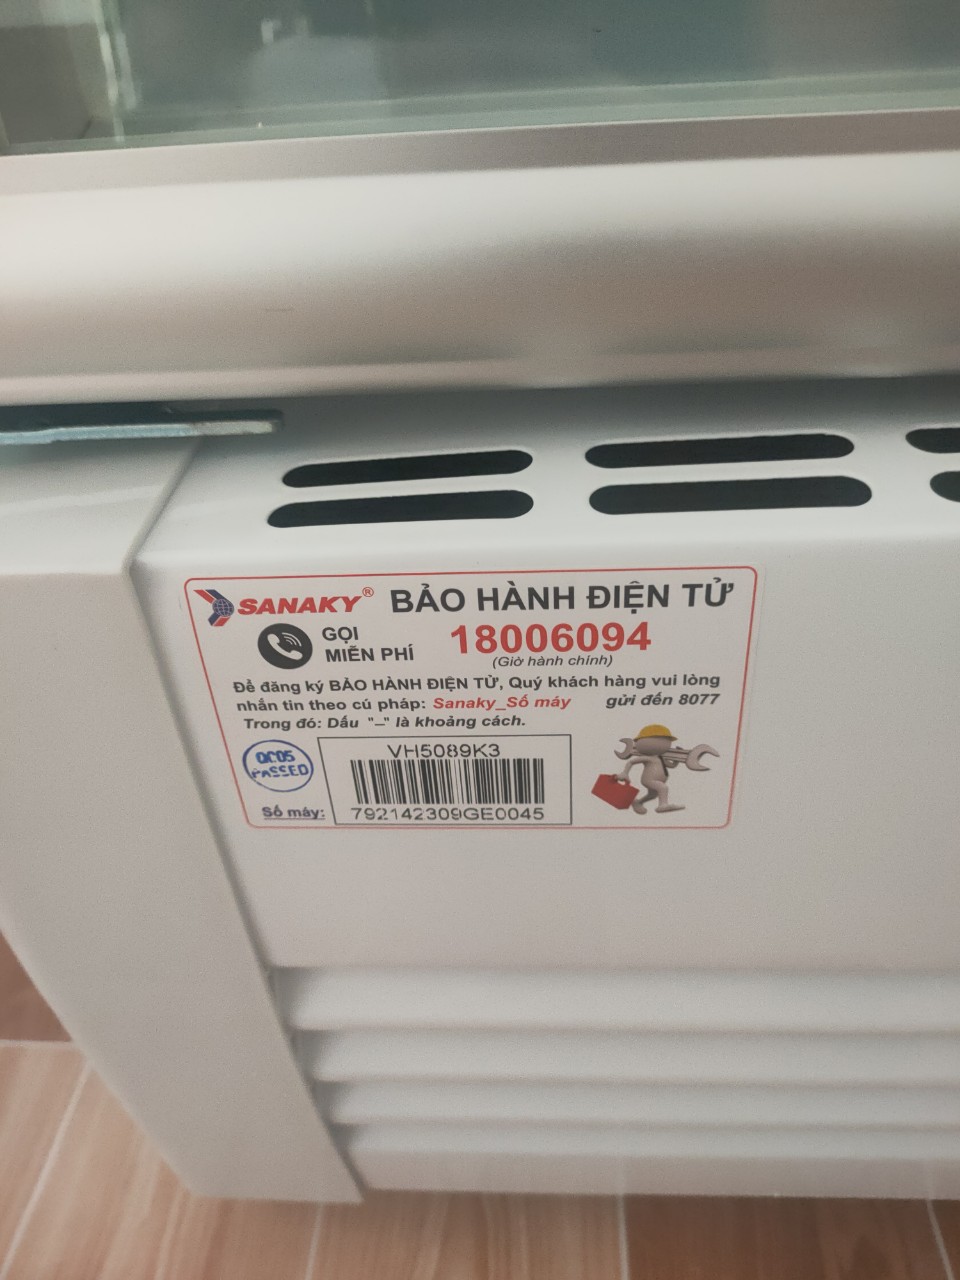 SANAKY® BẢO HÀNH ĐIỆN TỬ
GỌI MIỄN PHÍ 18006094
(Giờ hành chính)
Để đăng ký BẢO HÀNH ĐIỆN TỬ, Quý khách hàng vui lòng
nhắn tin theo cú pháp: Sanaky_Số máy gửi đến 8077
Trong đó: Dấu "_" là khoảng cách.
QC05
PASSED
VH5089K3
Số máy: 792142309GE0045